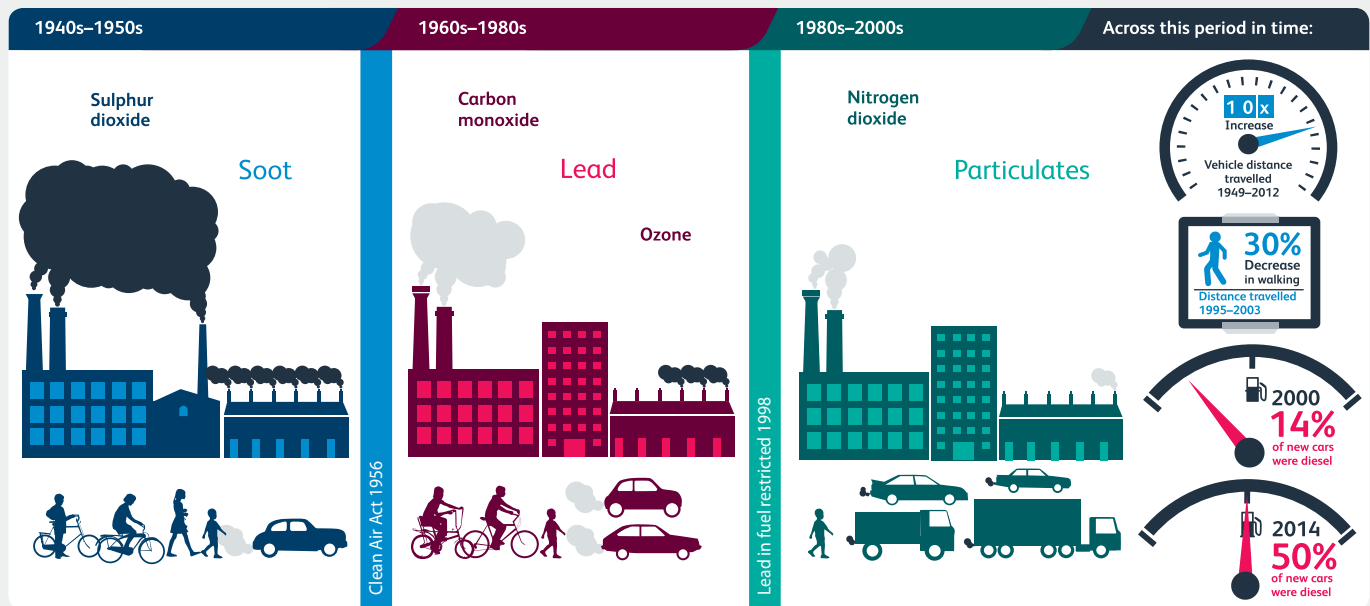 1940s–1950s
1960s–1980s
1980s–2000s
Across this period in time:
Sulphur
dioxide
Soot
Clean Air Act 1956
Carbon
monoxide
Lead
Ozone
Lead in fuel restricted 1998
Nitrogen
dioxide
Particulates
10x
Increase
Vehicle distance
travelled
1949–2012
30%
Decrease
in walking
Distance travelled
1995–2003
2000
14%
of new cars
were diesel
2014
50%
of new cars
were diesel